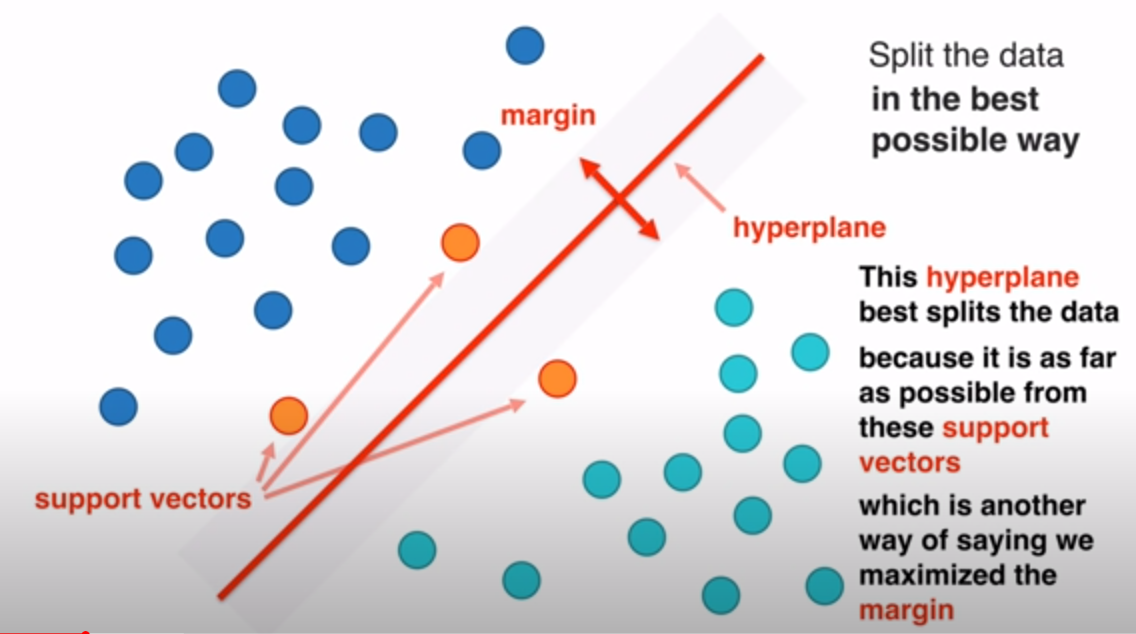 Split the data
in the best
possible way
margin
hyperplane
This hyperplane
best splits the data
because it is as far
as possible from
these support
vectors
support vectors
which is another
way of saying we
maximized the
margin